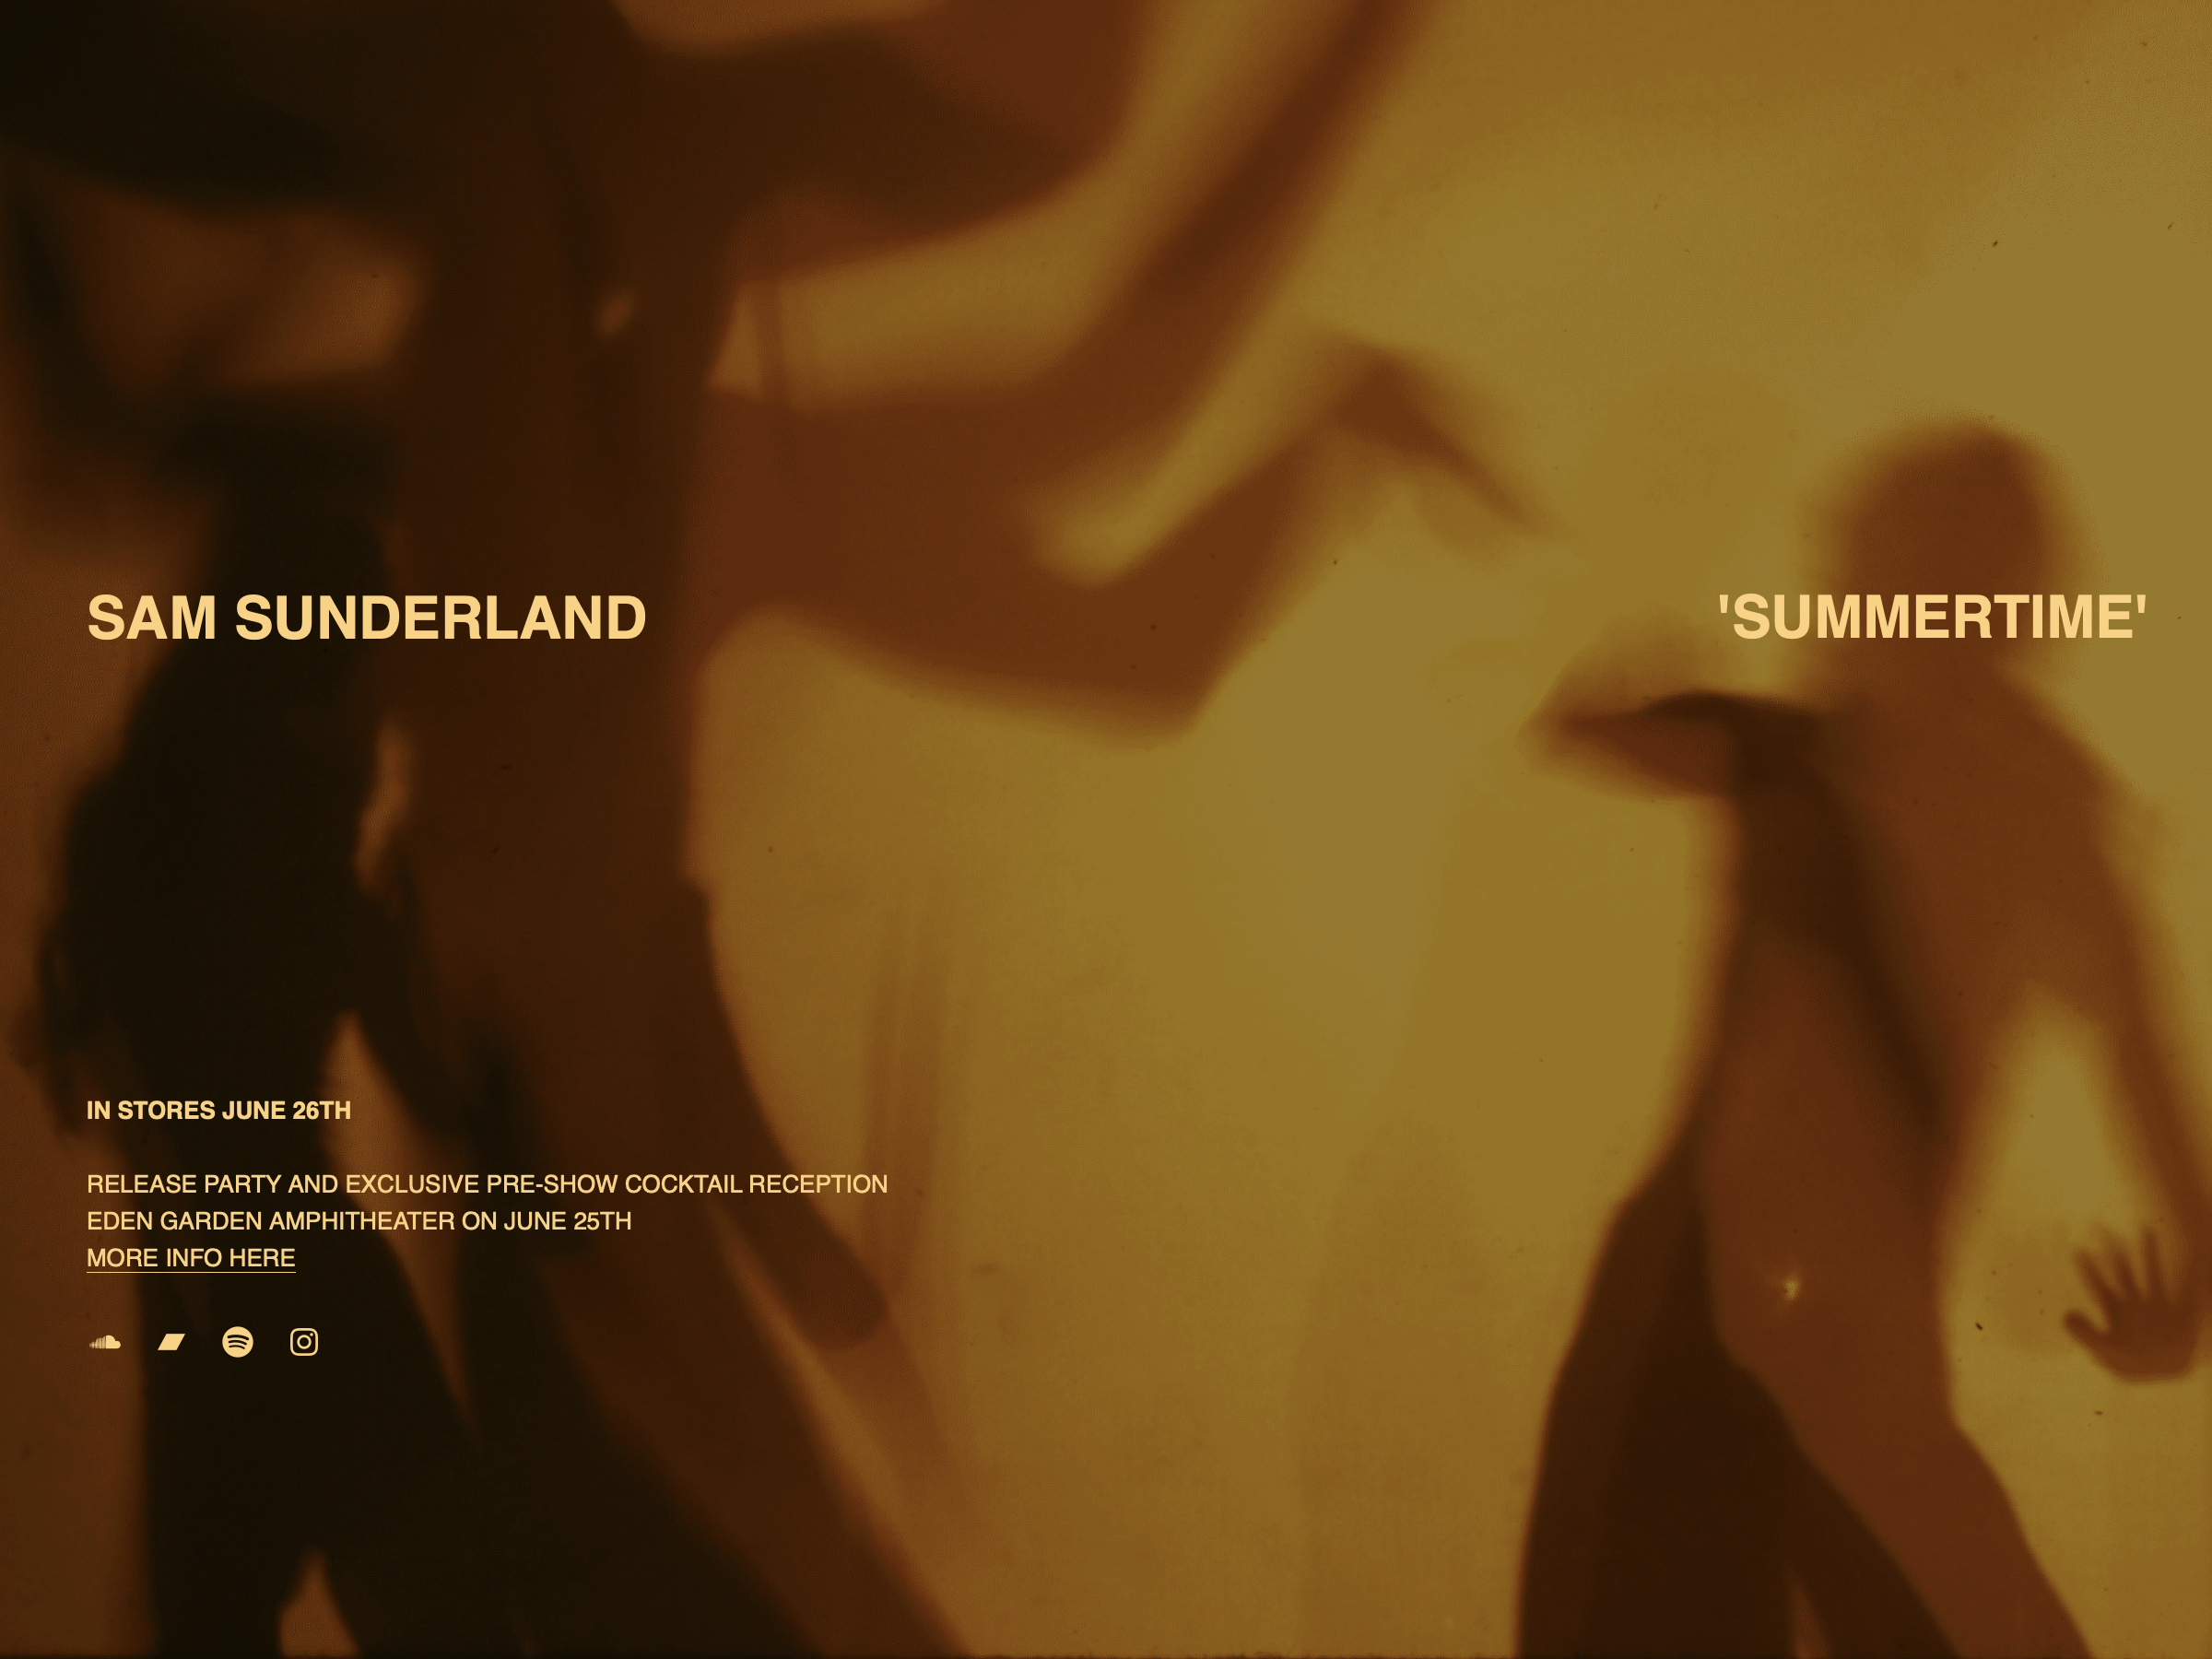 SAM SUNDERLAND
'SUMMERTIME'
IN STORES JUNE 26TH
RELEASE PARTY AND EXCLUSIVE PRE-SHOW COCKTAIL RECEPTION
EDEN GARDEN AMPHITHEATER ON JUNE 25TH
MORE INFO HERE